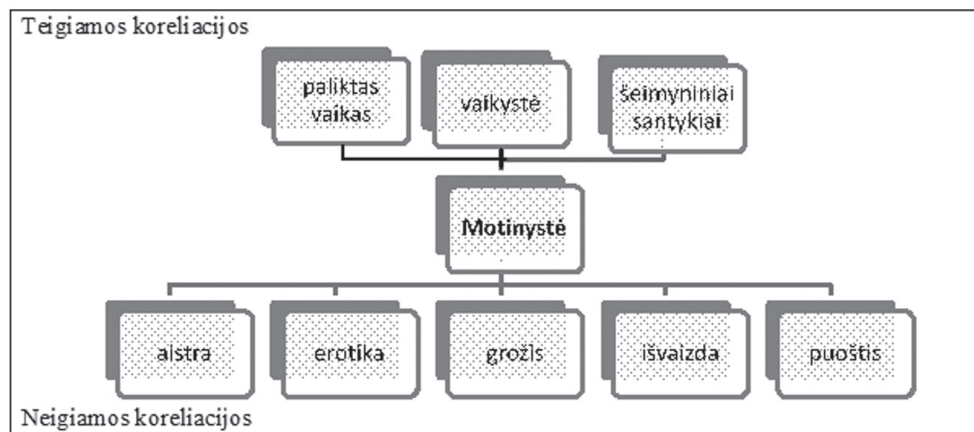 Teigiamos koreliacijos
paliktas
vaikas
vaikystė
šeimyniniai
santykiai
Motinystė
aistra
erotika
grožis
išvaizda
puoštis
Neigiamos koreliacijos